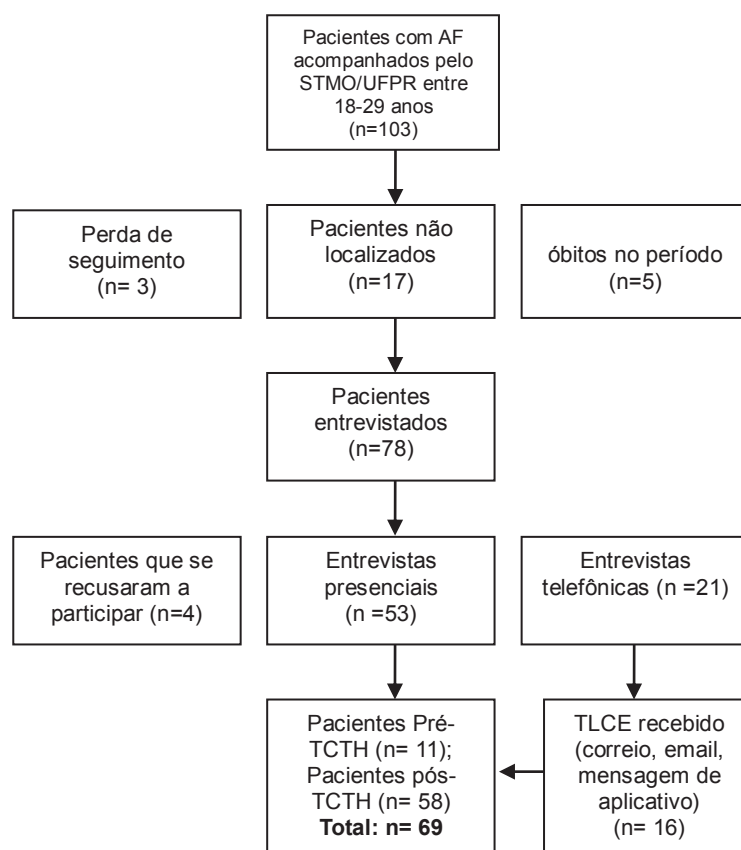 Pacientes com AF
acompanhados pelo
STMO/UFPR entre
18-29 anos
(n=103)
Perda de
seguimento
(n= 3)
Pacientes não
localizados
(n=17)
óbitos no período
(n=5)
Pacientes
entrevistados
(n=78)
Pacientes que se
recusaram a
participar (n=4)
Entrevistas
presenciais
(n =53)
Entrevistas
telefônicas (n =21)
Pacientes Pré-
TCTH (n= 11);
Pacientes pós-
TCTH (n= 58)
Total: n= 69
TLCE recebido
(correio, email,
mensagem de
aplicativo)
(n= 16)